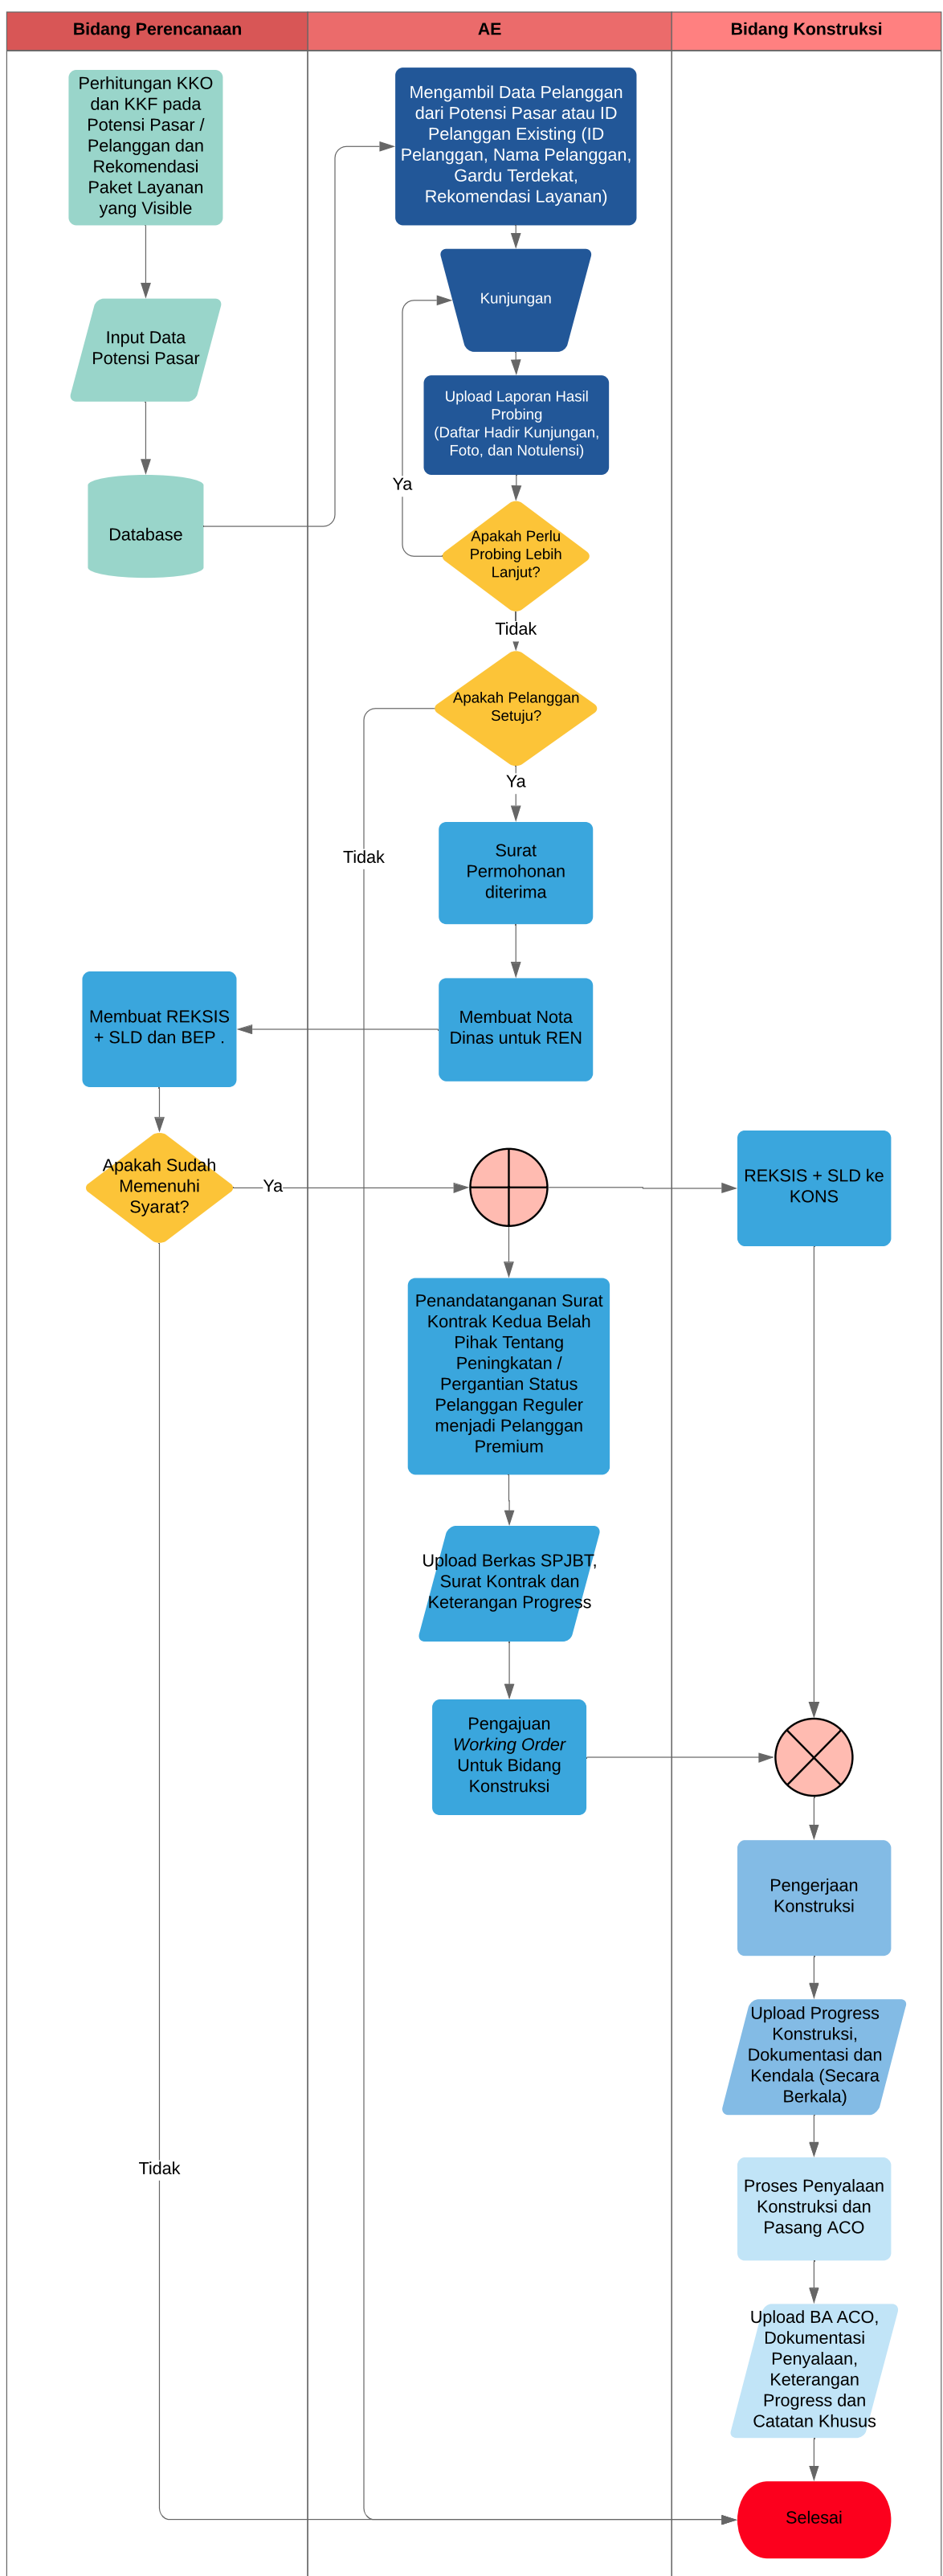 Bidang Perencanaan
AE
Bidang Konstruksi
Perhitungan KKO
dan KKF pada
Potensi Pasar /
Pelanggan dan
Rekomendasi
Paket Layanan
yang Visible
Mengambil Data Pelanggan
dari Potensi Pasar atau ID
Pelanggan Existing (ID
Pelanggan, Nama Pelanggan,
Gardu Terdekat,
Rekomendasi Layanan)
Kunjungan
Input Data
Potensi Pasar
Upload Laporan Hasil
Probing
(Daftar Hadir Kunjungan,
Foto, dan Notulensi)
Ya
Database
Apakah Perlu
Probing Lebih
Lanjut?
Tidak
Apakah Pelanggan
Setuju?
Ya
Tidak
Surat
Permohonan
diterima
Membuat Nota
Dinas untuk REN
Membuat REKSIS
+ SLD dan BEP .
Apakah Sudah
Memenuhi
Syarat?
Ya
REKSIS + SLD ke
KONS
Penandatanganan Surat
Kontrak Kedua Belah
Pihak Tentang
Peningkatan /
Pergantian Status
Pelanggan Reguler
menjadi Pelanggan
Premium
Upload Berkas SPJBT,
Surat Kontrak dan
Keterangan Progress
Pengajuan
Working Order
Untuk Bidang
Konstruksi
Pengerjaan
Konstruksi
Upload Progress
Konstruksi,
Dokumentasi dan
Kendala (Secara
Berkala)
Tidak
Proses Penyalaan
Konstruksi dan
Pasang ACO
Upload BA ACO,
Dokumentasi
Penyalaan,
Keterangan
Progress dan
Catatan Khusus
Selesai